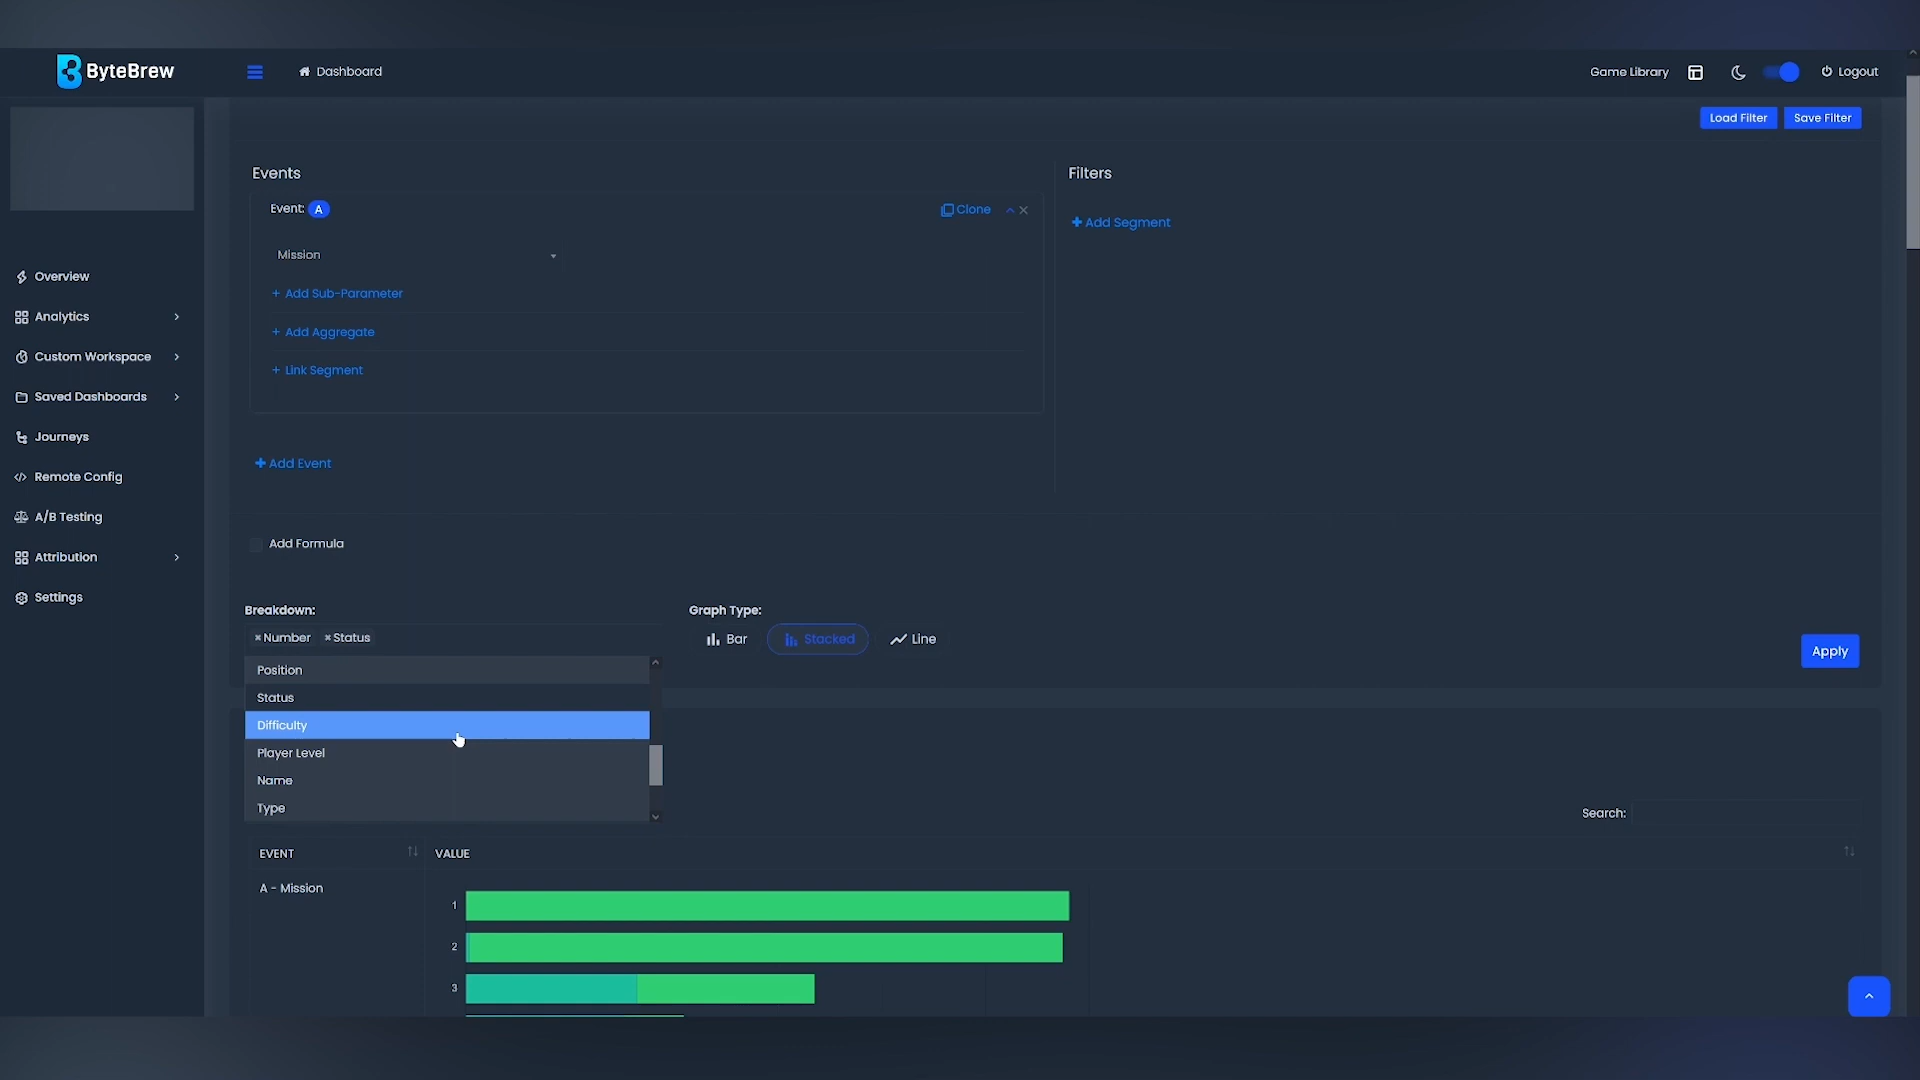 ByteBrew
Dashboard
Game Library
Logout
Load Filter
Save Filter
Overview
Analytics
Custom Workspace
Saved Dashboards
Journeys
Remote Config
A/B Testing
Attribution
Settings
Events
Event: A
Clone
Mission
+ Add Sub-Parameter
+ Add Aggregate
+ Link Segment
+ Add Event
Filters
+ Add Segment
Add Formula
Breakdown:
× Number × Status
Position
Status
Difficulty
Player Level
Name
Type
Graph Type:
Bar
Stacked
Line
Apply
Search:
EVENT
VALUE
A - Mission
1
2
3